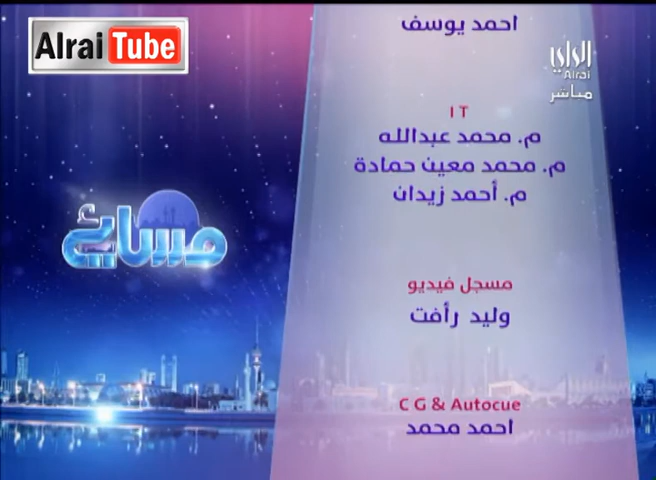 Alrai Tube
احمد يوسف
الراي
Alrai
مباشر
I T
م. محمد عبدالله
م. محمد معين حمادة
م. أحمد زيدان
مسائي
مسجل فيديو
وليد رأفت
C G & Autocue
احمد محمد